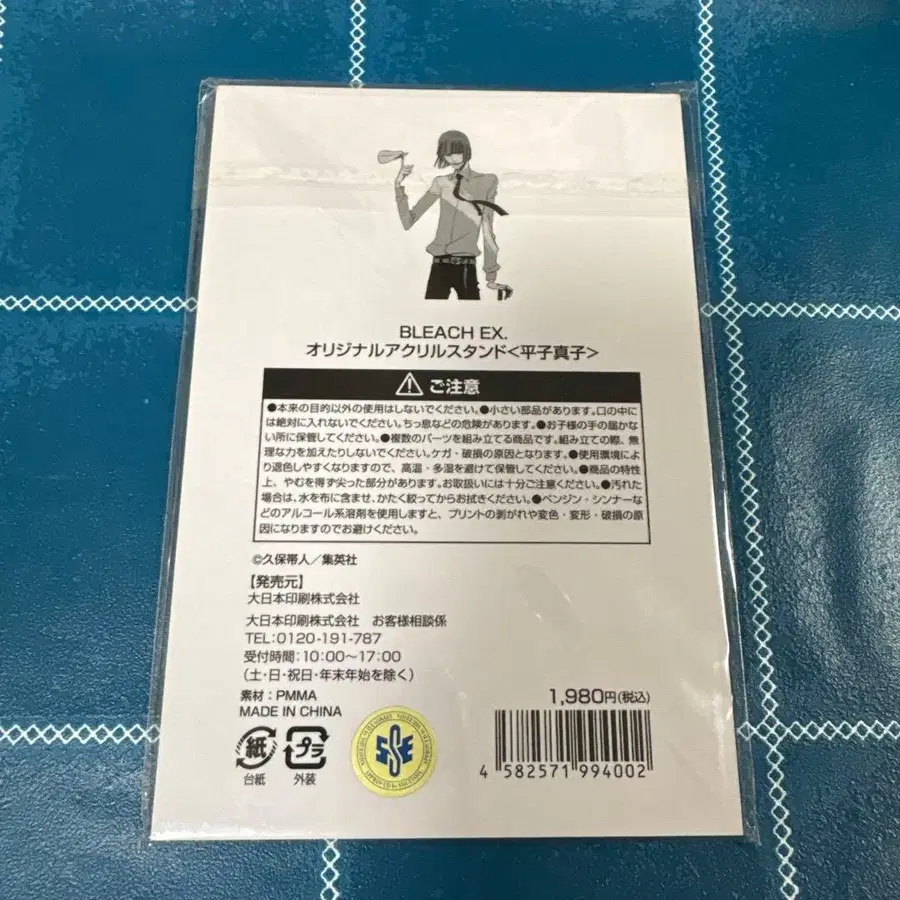 BLEACH EX.
オリジナルアクリルスタンド<平子真子>
ご注意
●本来の目的以外の使用はしないでください。●小さい部品があります。口の中に
は絶対に入れないでください。ちっ息などの危険があります。●お子様の手の届かな
い所に保管してください。●複数のパーツを組み立てる商品です。組み立ての際、無
理な力を加えたりしないでください。ケガ・破損の原因となります。●使用環境によ
り退色しやすくなりますので、高温・多湿を避けて保管してください。●商品の特性
上、やむを得ず尖った部分があります。お取扱いには十分ご注意ください。●汚れた
場合は、水を布に含ませ、かたく絞ってからお拭きください。●ベンジン・シンナーな
どのアルコール系溶剤を使用しますと、プリントの剥がれや変色・変形・破損の原
因になりますのでお避けください。
©久保帯人/集英社
【発売元】
大日本印刷株式会社
大日本印刷株式会社 お客様相談係
TEL:0120-191-787
受付時間:10:00~17:00
(土・日・祝日・年末年始を除く)
素材:PMMA
MADE IN CHINA
1,980円(税込)
紙
プラ
台紙
外装
4 582571 994002